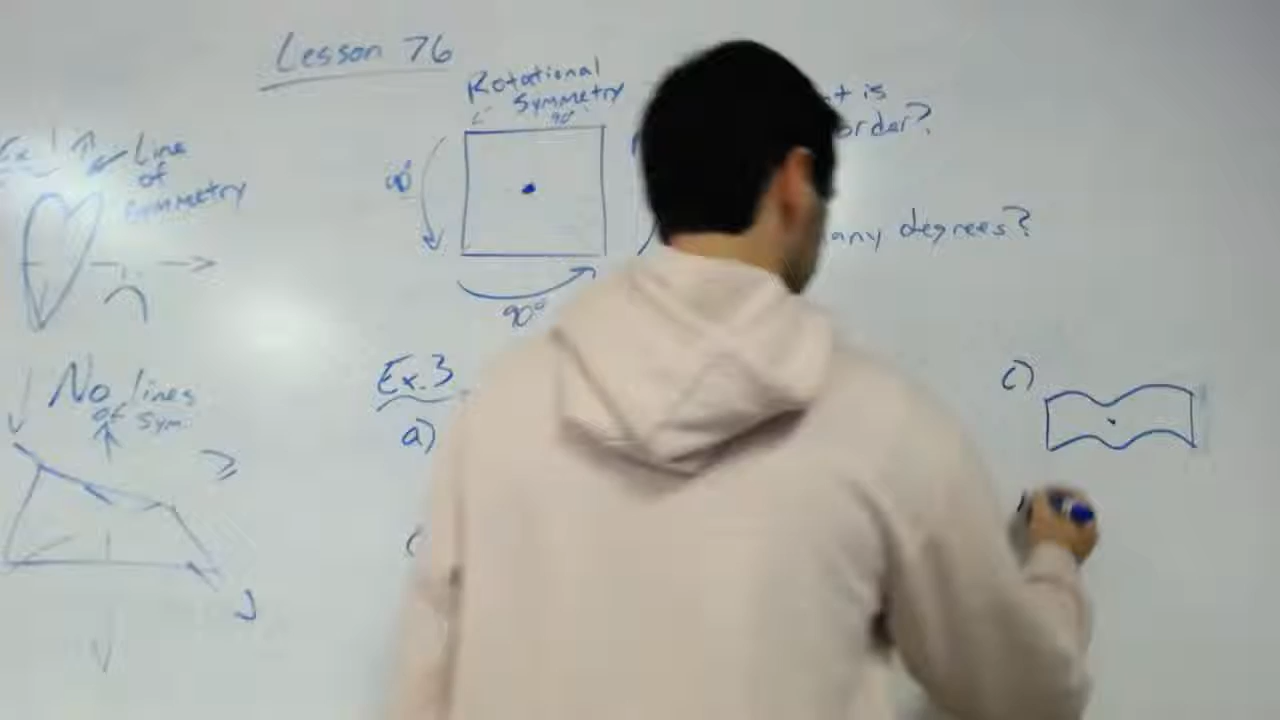 Lesson 76
Rotational
Symmetry
90°
90°
90°
is
order?
any degrees?
Ex. 1
Line
of
Symmetry
No lines
of Sym.
Ex. 3
a)
c)